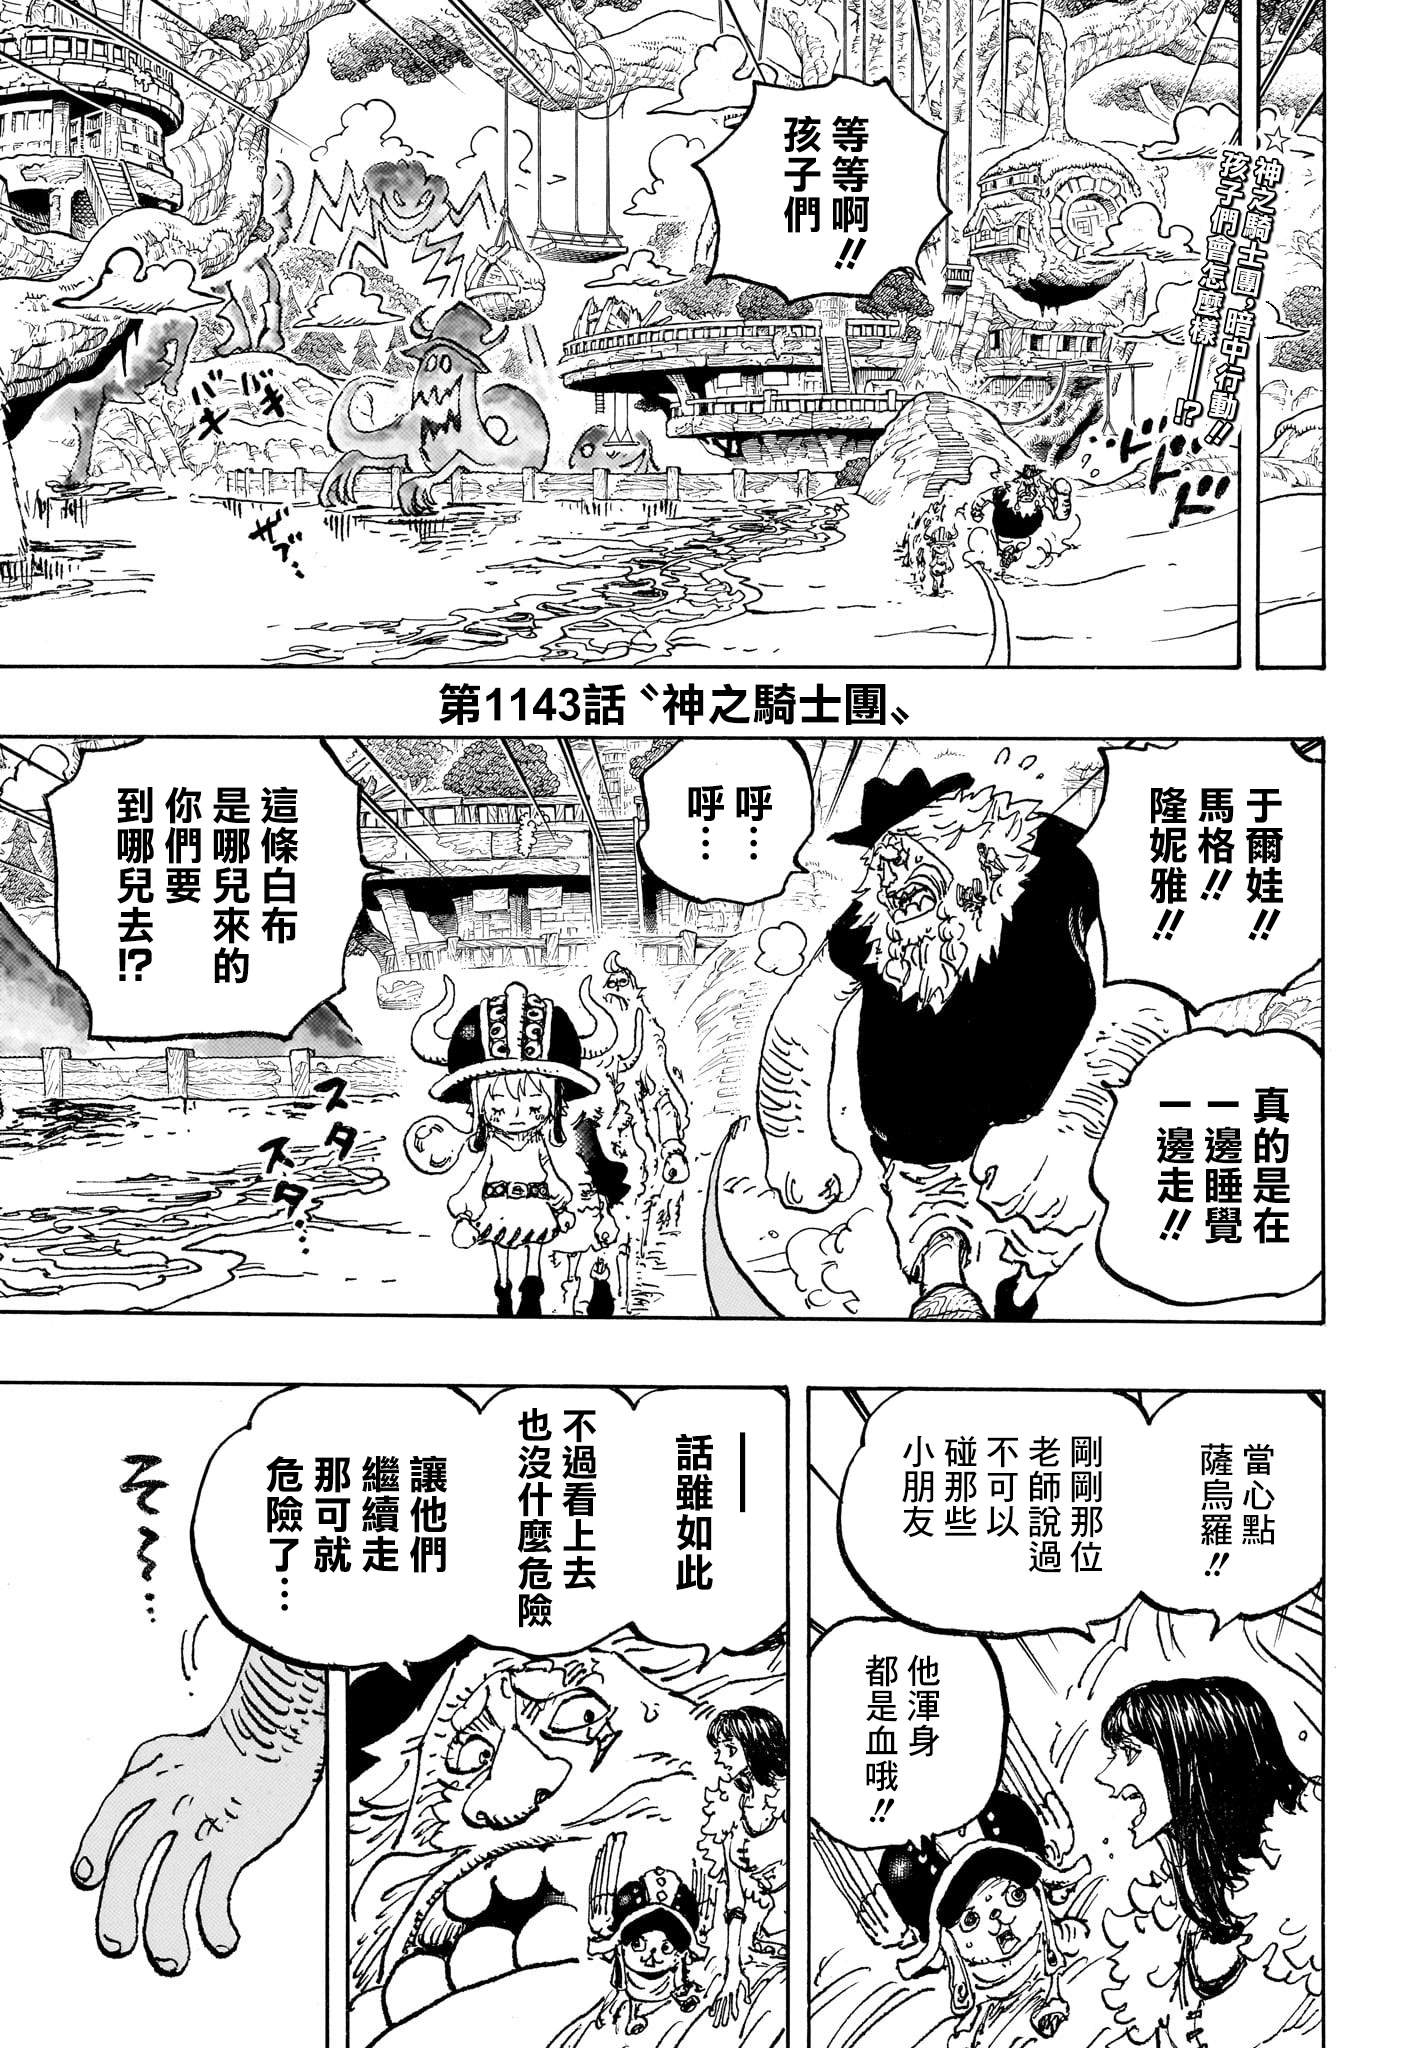 ☆神之騎士團，暗中行動!!
孩子們會怎麼樣——!?
等等啊!!
孩子們
ドドドド
バキバキ
ザブ…
第1143話〝神之騎士團〟
于爾娃!!
馬格!!
隆妮雅!!
真的是在
一邊睡覺
一邊走!!
呼…
呼…
這條白布
是哪兒來的
你們要
到哪兒去!?
スタ
スタ…
當心點
薩烏羅!!
剛剛那位
老師說過
不可以
碰那些
小朋友
他渾身
都是血哦!!
——
話雖如此
不過看上去
也沒什麼危險
讓他們
繼續走
那可就
危險了…
そ〜…